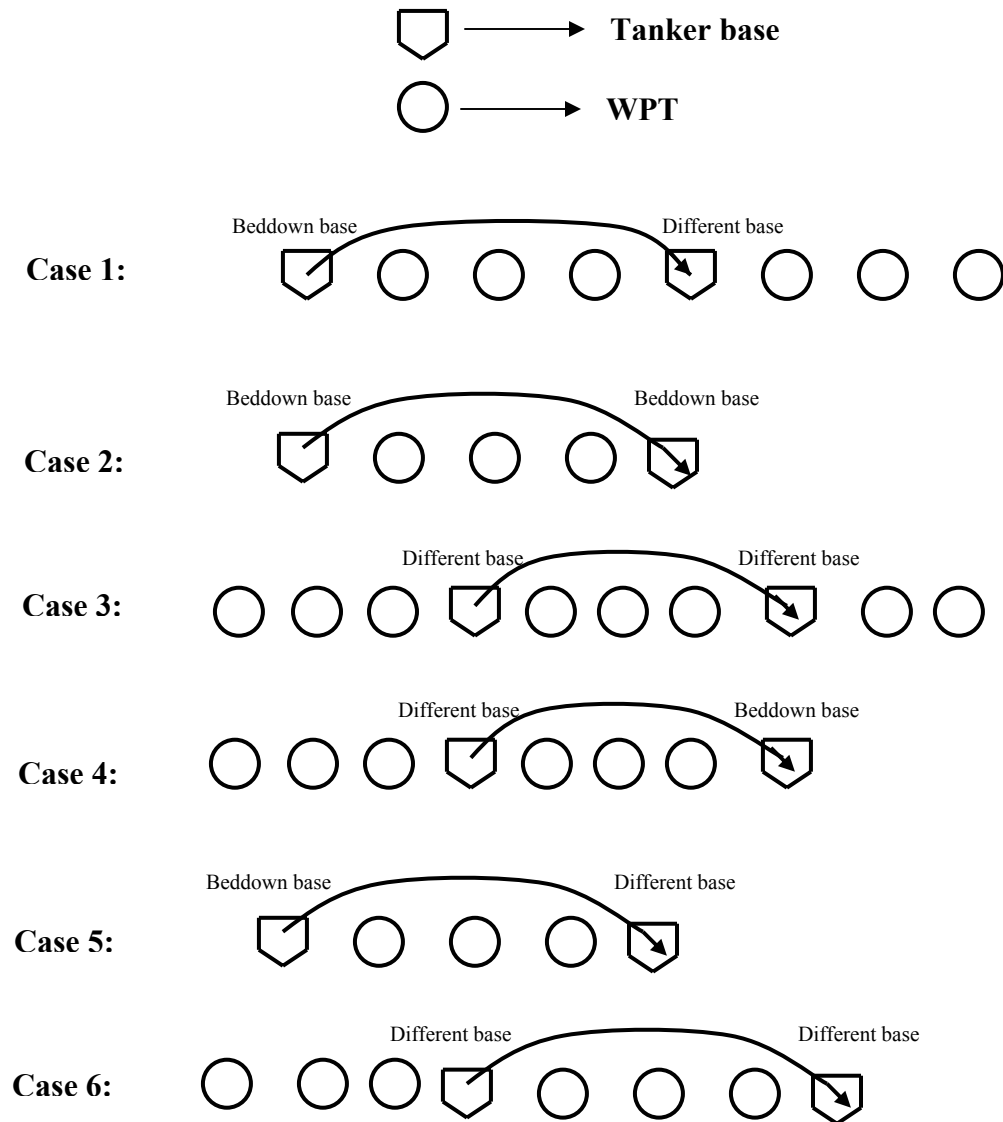 Tanker base
WPT
Beddown base Different base
Case 1:
Beddown base Beddown base
Case 2:
Different base Different base
Case 3:
Different base Beddown base
Case 4:
Beddown base Different base
Case 5:
Different base Different base
Case 6: